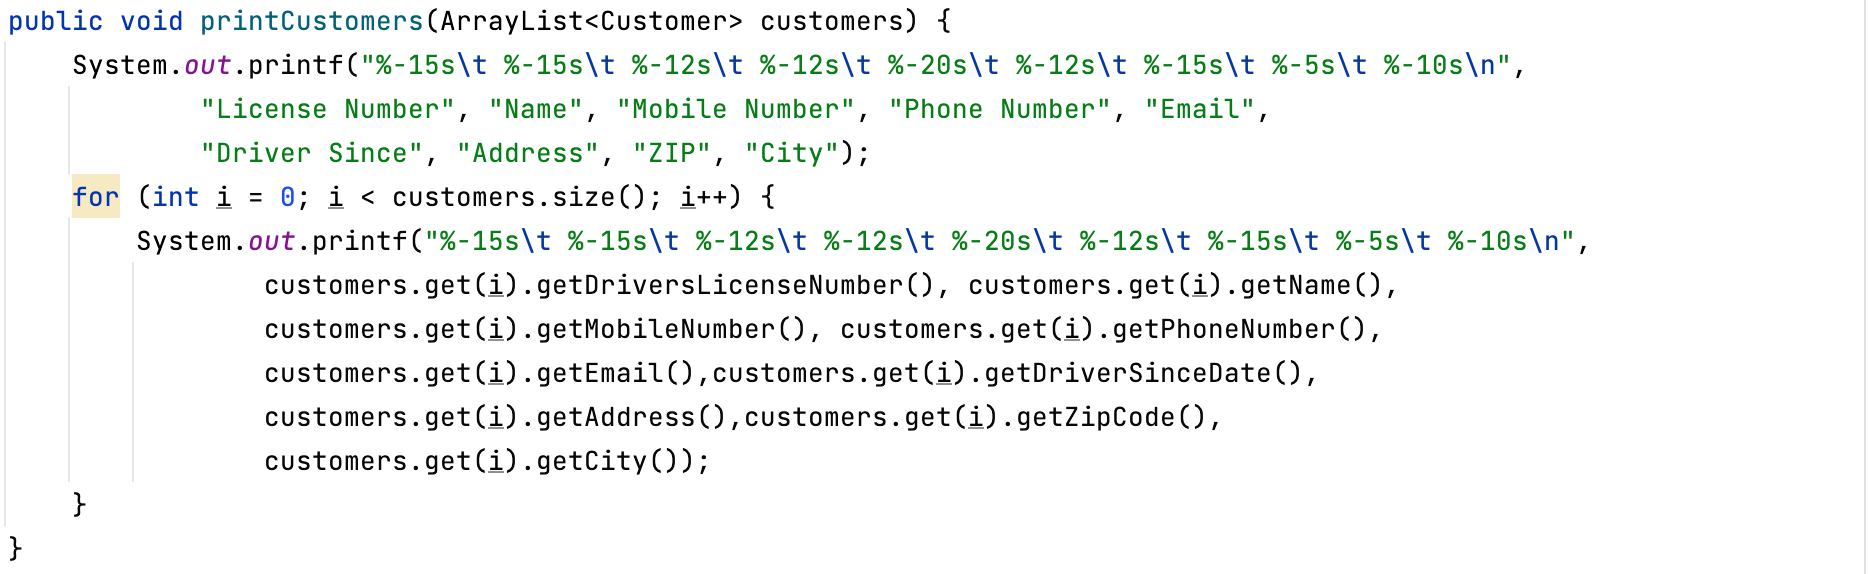 public void printCustomers(ArrayList<Customer> customers) {
    System.out.printf("%-15s\t %-15s\t %-12s\t %-12s\t %-20s\t %-12s\t %-15s\t %-5s\t %-10s\n",
            "License Number", "Name", "Mobile Number", "Phone Number", "Email",
            "Driver Since", "Address", "ZIP", "City");
    for (int i = 0; i < customers.size(); i++) {
        System.out.printf("%-15s\t %-15s\t %-12s\t %-12s\t %-20s\t %-12s\t %-15s\t %-5s\t %-10s\n",
                customers.get(i).getDriversLicenseNumber(), customers.get(i).getName(),
                customers.get(i).getMobileNumber(), customers.get(i).getPhoneNumber(),
                customers.get(i).getEmail(),customers.get(i).getDriverSinceDate(),
                customers.get(i).getAddress(),customers.get(i).getZipCode(),
                customers.get(i).getCity());
    }
}